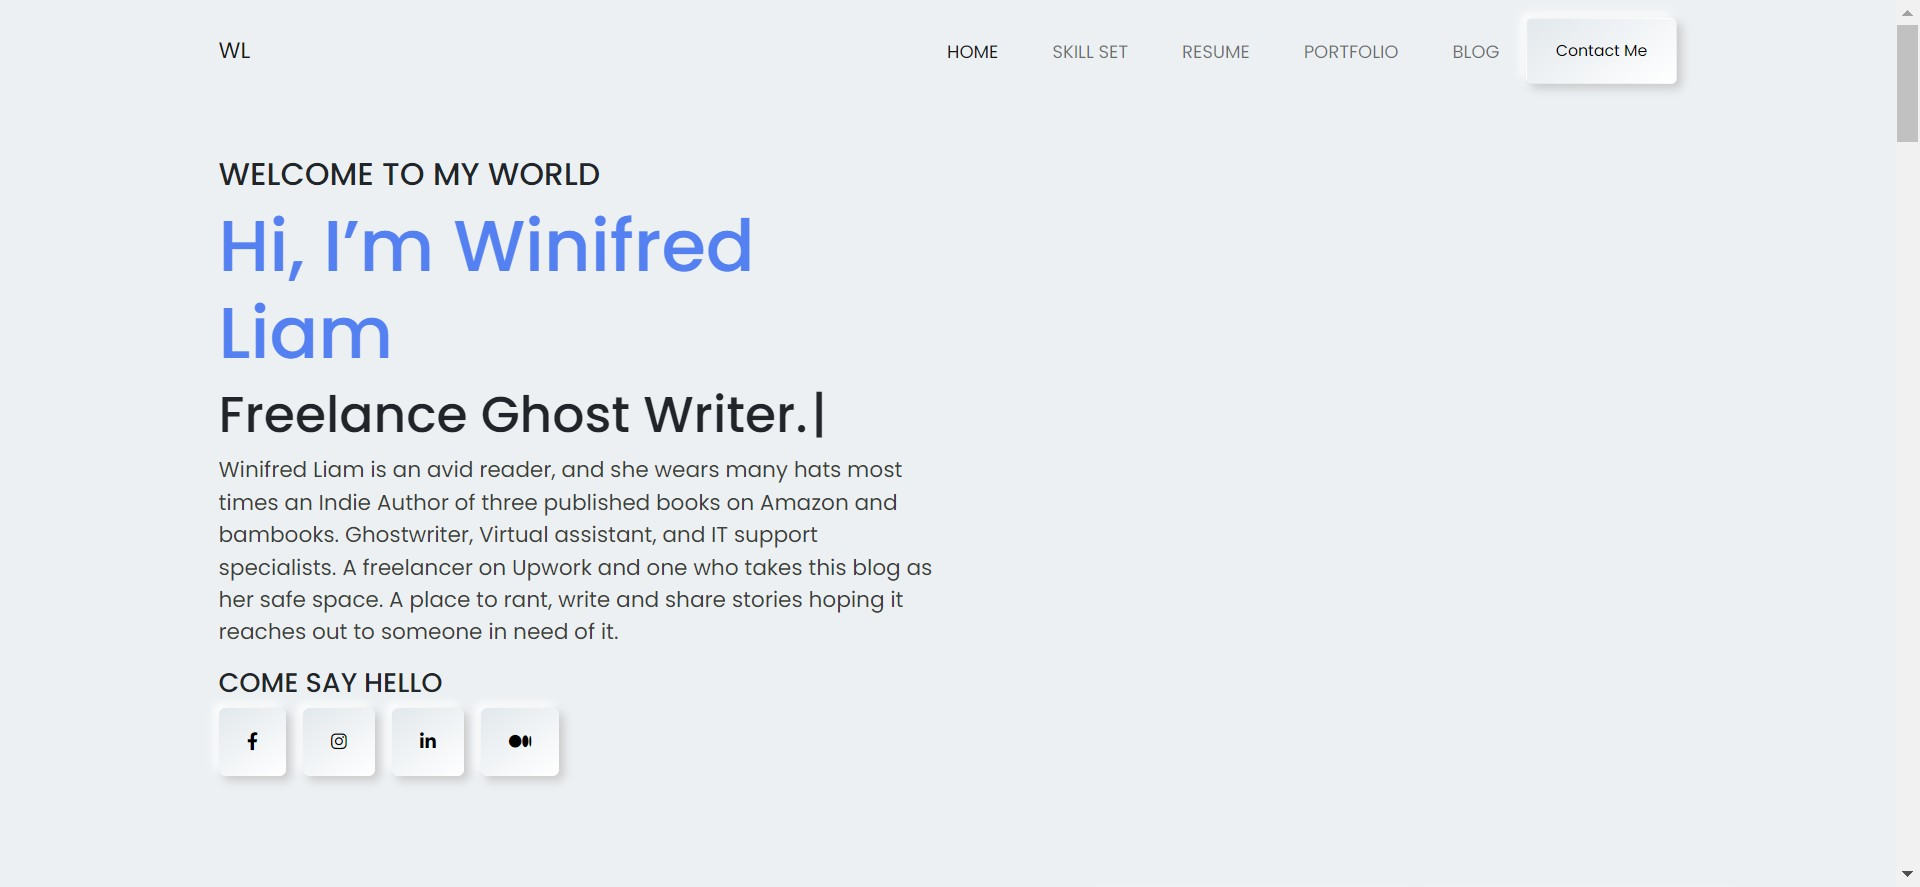 WL
HOME SKILL SET RESUME PORTFOLIO BLOG Contact Me
WELCOME TO MY WORLD
Hi, I’m Winifred
Liam
Freelance Ghost Writer.|
Winifred Liam is an avid reader, and she wears many hats most
times an Indie Author of three published books on Amazon and
bambooks. Ghostwriter, Virtual assistant, and IT support
specialists. A freelancer on Upwork and one who takes this blog as
her safe space. A place to rant, write and share stories hoping it
reaches out to someone in need of it.
COME SAY HELLO